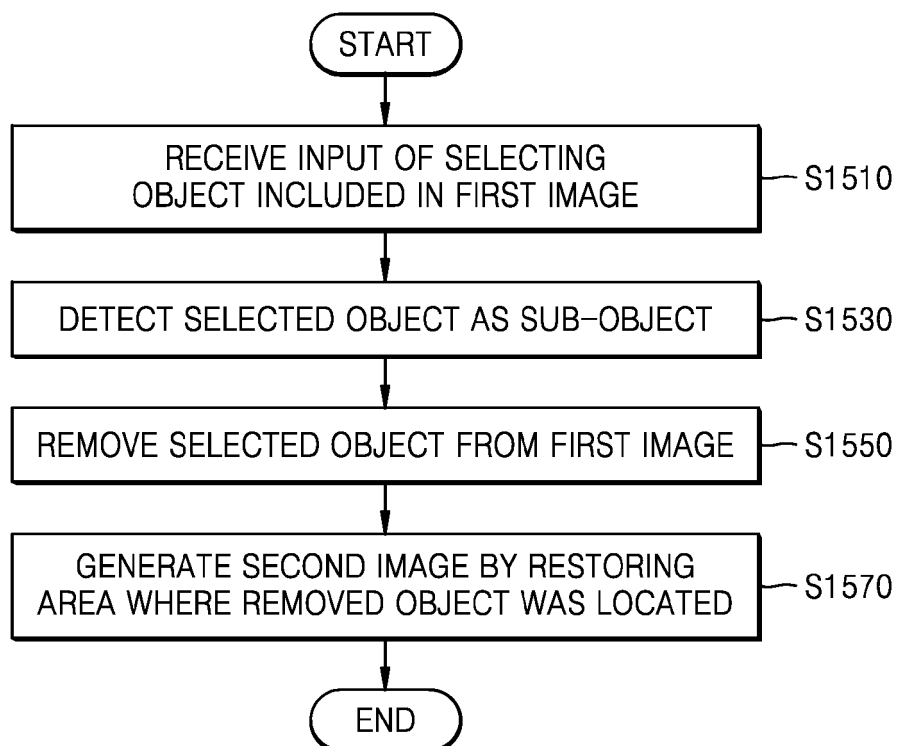 START
RECEIVE INPUT OF SELECTING
OBJECT INCLUDED IN FIRST IMAGE
S1510
DETECT SELECTED OBJECT AS SUB-OBJECT
S1530
REMOVE SELECTED OBJECT FROM FIRST IMAGE
S1550
GENERATE SECOND IMAGE BY RESTORING
AREA WHERE REMOVED OBJECT WAS LOCATED
S1570
END